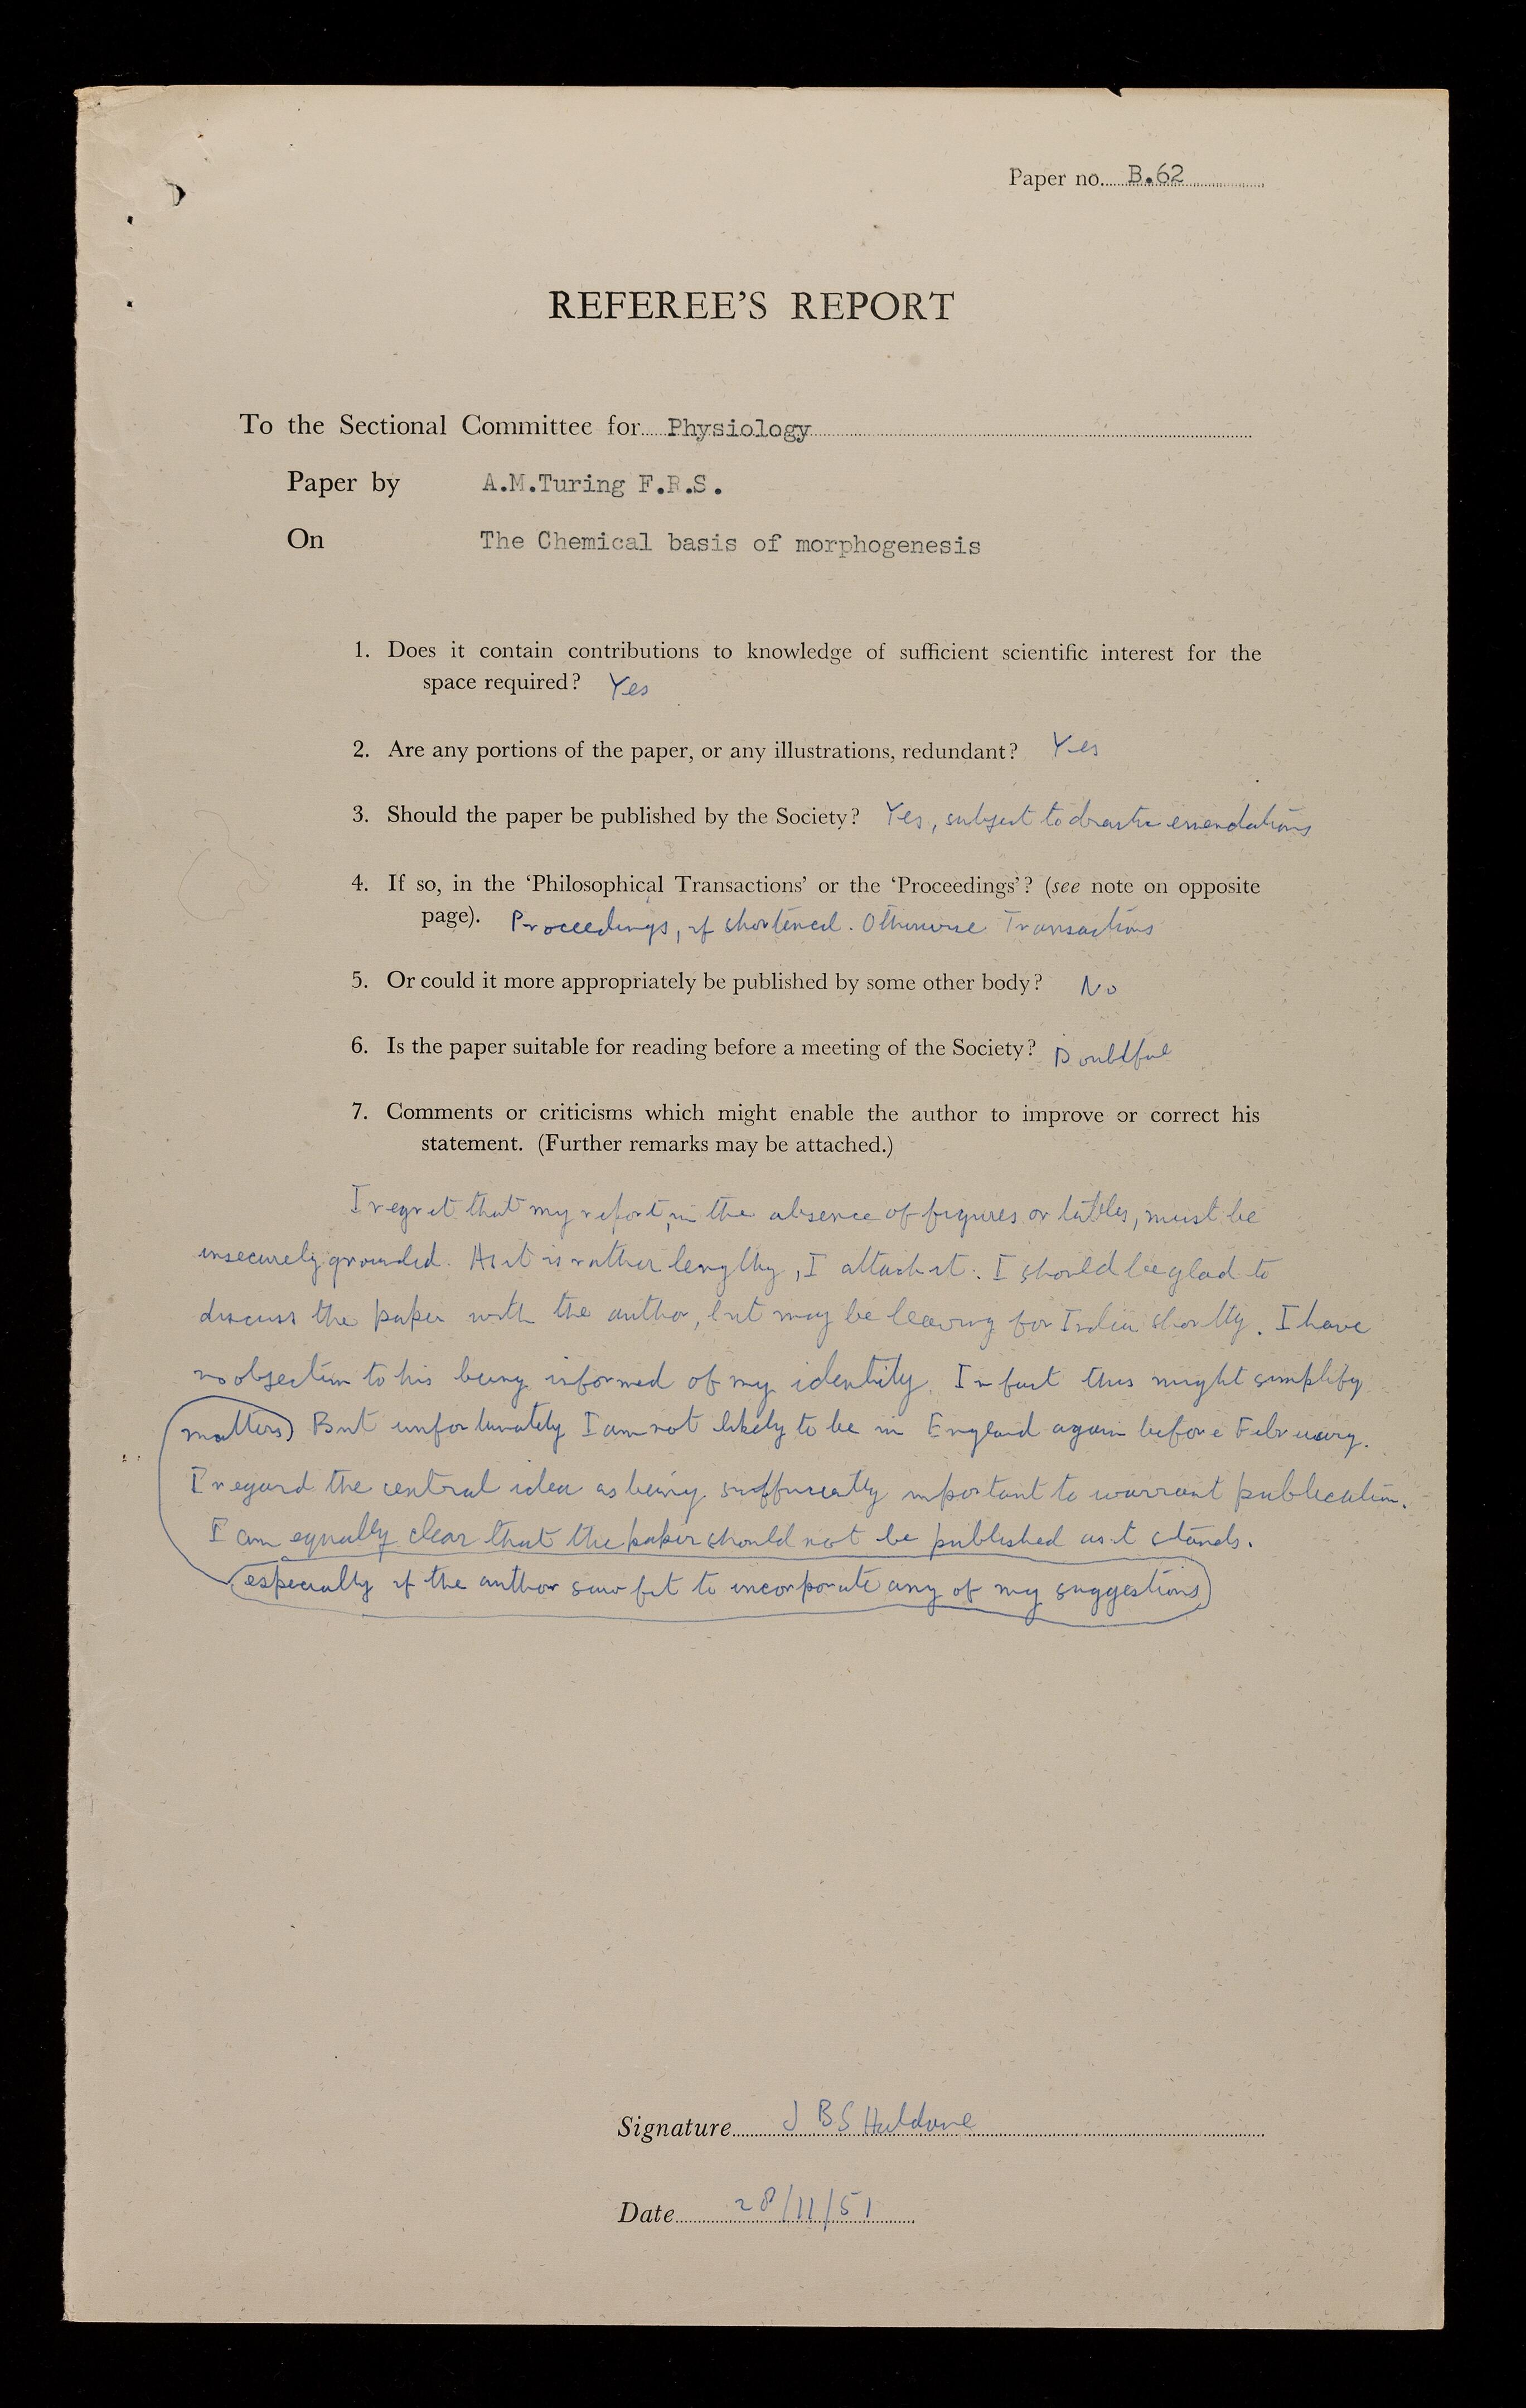 Paper no. B.62
REFEREE'S REPORT
To the Sectional Committee for Physiology
Paper by A.M.Turing F.R.S.
On The Chemical basis of morphogenesis
1. Does it contain contributions to knowledge of sufficient scientific interest for the
space required? Yes
2. Are any portions of the paper, or any illustrations, redundant? Yes
3. Should the paper be published by the Society? Yes, subject to drastic emendations
4. If so, in the ‘Philosophical Transactions’ or the ‘Proceedings’? (see note on opposite
page). Proceedings, if shortened. Otherwise Transactions
5. Or could it more appropriately be published by some other body? No
6. Is the paper suitable for reading before a meeting of the Society? Doubtful
7. Comments or criticisms which might enable the author to improve or correct his
statement. (Further remarks may be attached.)
I regret that my report, in the absence of figures or tables, must be
insecurely grounded. As it is rather lengthy, I attach it. I should be glad to
discuss the paper with the author, but may be leaving for India shortly. I have
no objection to his being informed of my identity. In fact this might simplify
matters) But unfortunately I am not likely to be in England again before February.
I regard the central idea as being sufficiently important to warrant publication.
I am equally clear that the paper should not be published as it stands.
(especially if the author saw fit to incorporate any of my suggestions)
Signature J B S Haldane
Date 28/11/51